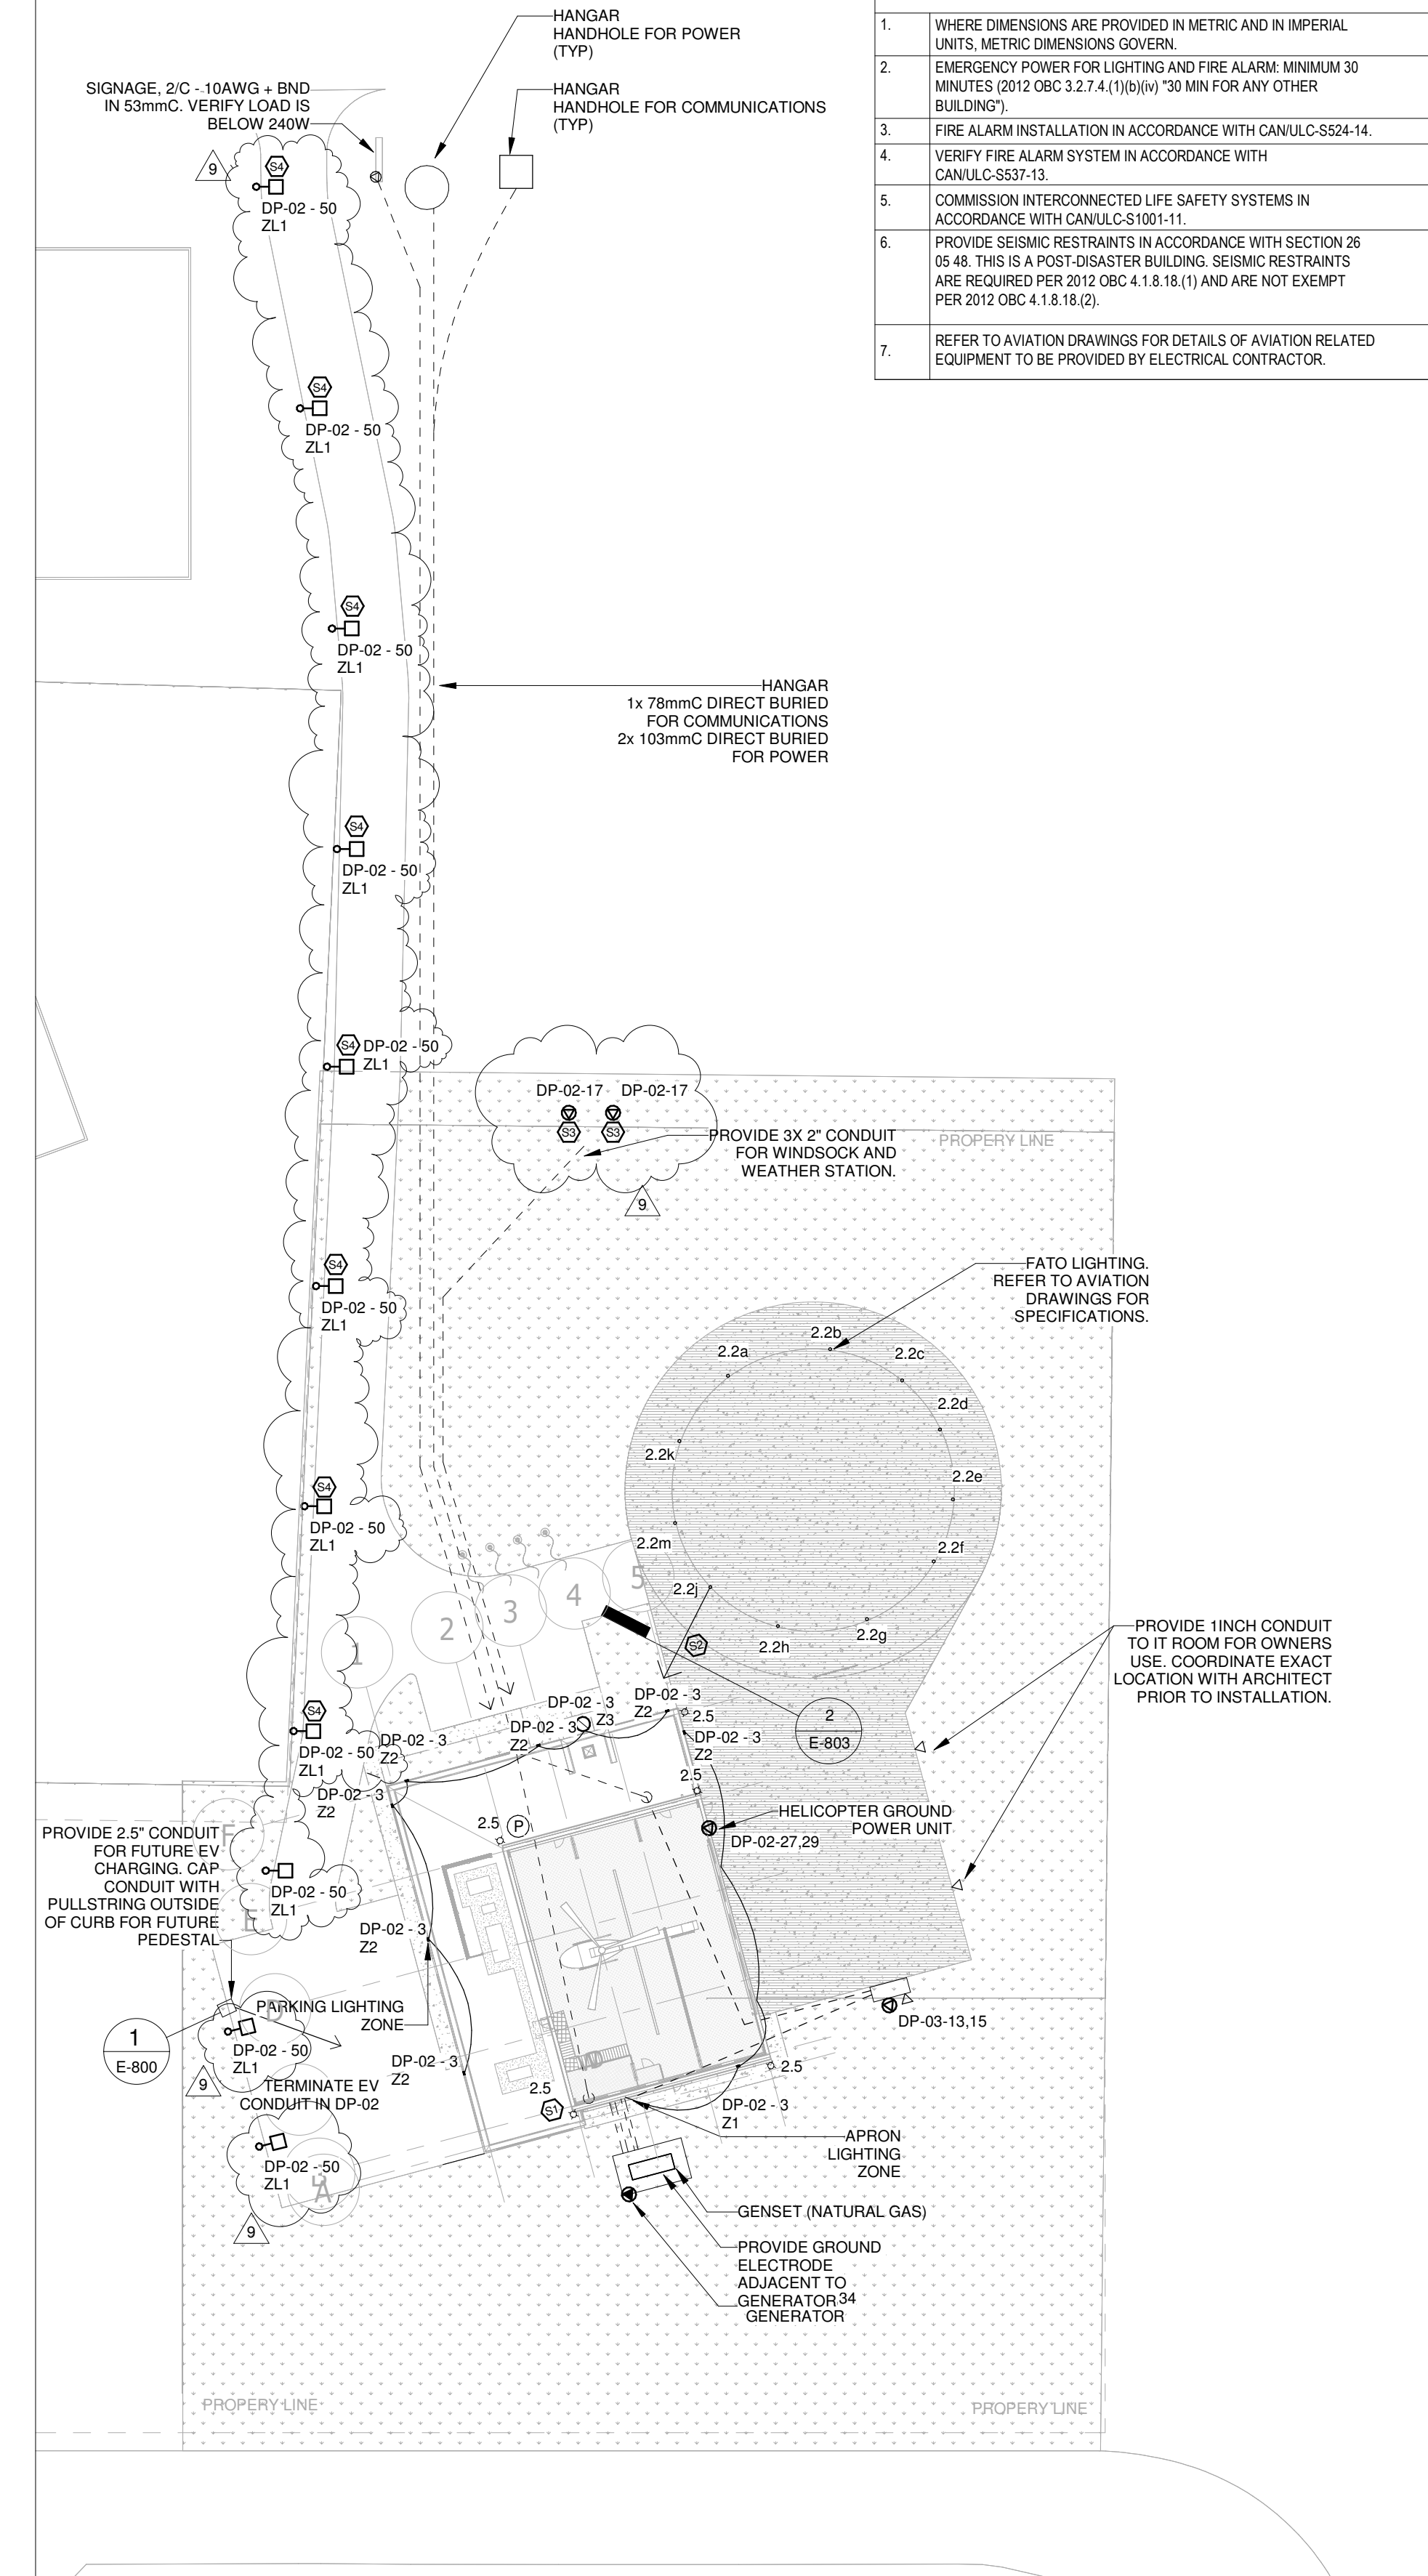 HANGAR
HANDHOLE FOR POWER
(TYP)
SIGNAGE, 2/C - 10AWG + BND
IN 53mmC. VERIFY LOAD IS
BELOW 240W
HANGAR
HANDHOLE FOR COMMUNICATIONS
(TYP)
1. WHERE DIMENSIONS ARE PROVIDED IN METRIC AND IN IMPERIAL
UNITS, METRIC DIMENSIONS GOVERN.
2. EMERGENCY POWER FOR LIGHTING AND FIRE ALARM: MINIMUM 30
MINUTES (2012 OBC 3.2.7.4.(1)(b)(iv) "30 MIN FOR ANY OTHER
BUILDING").
3. FIRE ALARM INSTALLATION IN ACCORDANCE WITH CAN/ULC-S524-14.
4. VERIFY FIRE ALARM SYSTEM IN ACCORDANCE WITH
CAN/ULC-S537-13.
5. COMMISSION INTERCONNECTED LIFE SAFETY SYSTEMS IN
ACCORDANCE WITH CAN/ULC-S1001-11.
6. PROVIDE SEISMIC RESTRAINTS IN ACCORDANCE WITH SECTION 26
05 48. THIS IS A POST-DISASTER BUILDING. SEISMIC RESTRAINTS
ARE REQUIRED PER 2012 OBC 4.1.8.18.(1) AND ARE NOT EXEMPT
PER 2012 OBC 4.1.8.18.(2).
7. REFER TO AVIATION DRAWINGS FOR DETAILS OF AVIATION RELATED
EQUIPMENT TO BE PROVIDED BY ELECTRICAL CONTRACTOR.
9
S4
DP-02 - 50
ZL1
S4
DP-02 - 50
ZL1
S4
DP-02 - 50
ZL1
HANGAR
1x 78mmC DIRECT BURIED
FOR COMMUNICATIONS
2x 103mmC DIRECT BURIED
FOR POWER
S4
DP-02 - 50
ZL1
S4
DP-02 - 50
ZL1
DP-02-17 DP-02-17
S3 S3
PROVIDE 3X 2" CONDUIT
FOR WINDSOCK AND
WEATHER STATION.
9
PROPERY LINE
S4
DP-02 - 50
ZL1
FATO LIGHTING.
REFER TO AVIATION
DRAWINGS FOR
SPECIFICATIONS.
2.2b
2.2a
2.2c
2.2d
2.2k
2.2e
2.2m
2.2f
2.2j
2.2g
2.2h
S4
DP-02 - 50
ZL1
1
2
3
4
5
S2
PROVIDE 1INCH CONDUIT
TO IT ROOM FOR OWNERS
USE. COORDINATE EXACT
LOCATION WITH ARCHITECT
PRIOR TO INSTALLATION.
2
E-803
S4
DP-02 - 50
ZL1
DP-02 - 3
Z2
DP-02 - 3
Z2
DP-02 - 3
Z2
DP-02 - 3
Z3
DP-02 - 3
Z2
2.5
DP-02 - 3
Z2
2.5
2.5
P
HELICOPTER GROUND
POWER UNIT
DP-02-27,29
PROVIDE 2.5" CONDUIT
FOR FUTURE EV
CHARGING. CAP
CONDUIT WITH
PULLSTRING OUTSIDE
OF CURB FOR FUTURE
PEDESTAL
F
E
DP-02 - 50
ZL1
DP-02 - 3
Z2
PARKING LIGHTING
ZONE
D
1
E-800
DP-02 - 50
ZL1
9
TERMINATE EV
CONDUIT IN DP-02
DP-02 - 3
Z2
2.5
S1
2.5
DP-03-13,15
DP-02 - 3
Z1
APRON
LIGHTING
ZONE
DP-02 - 50
ZL1
A
9
GENSET (NATURAL GAS)
PROVIDE GROUND
ELECTRODE
ADJACENT TO
GENERATOR 34
GENERATOR
PROPERY LINE
PROPERY LINE